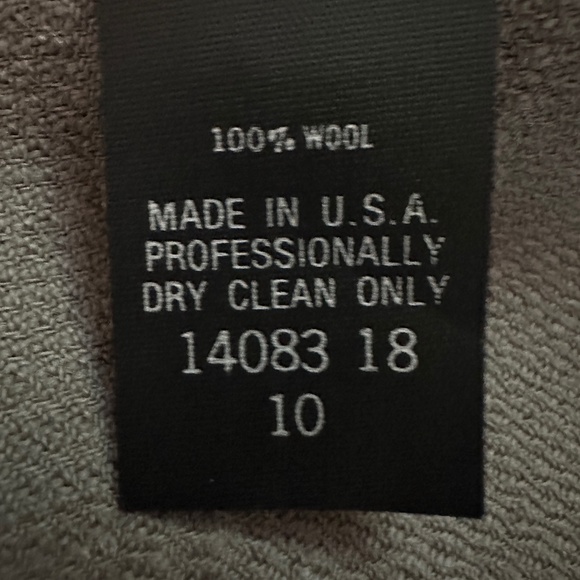 100% WOOL
MADE IN U.S.A.
PROFESSIONALLY
DRY CLEAN ONLY
14083 18
10